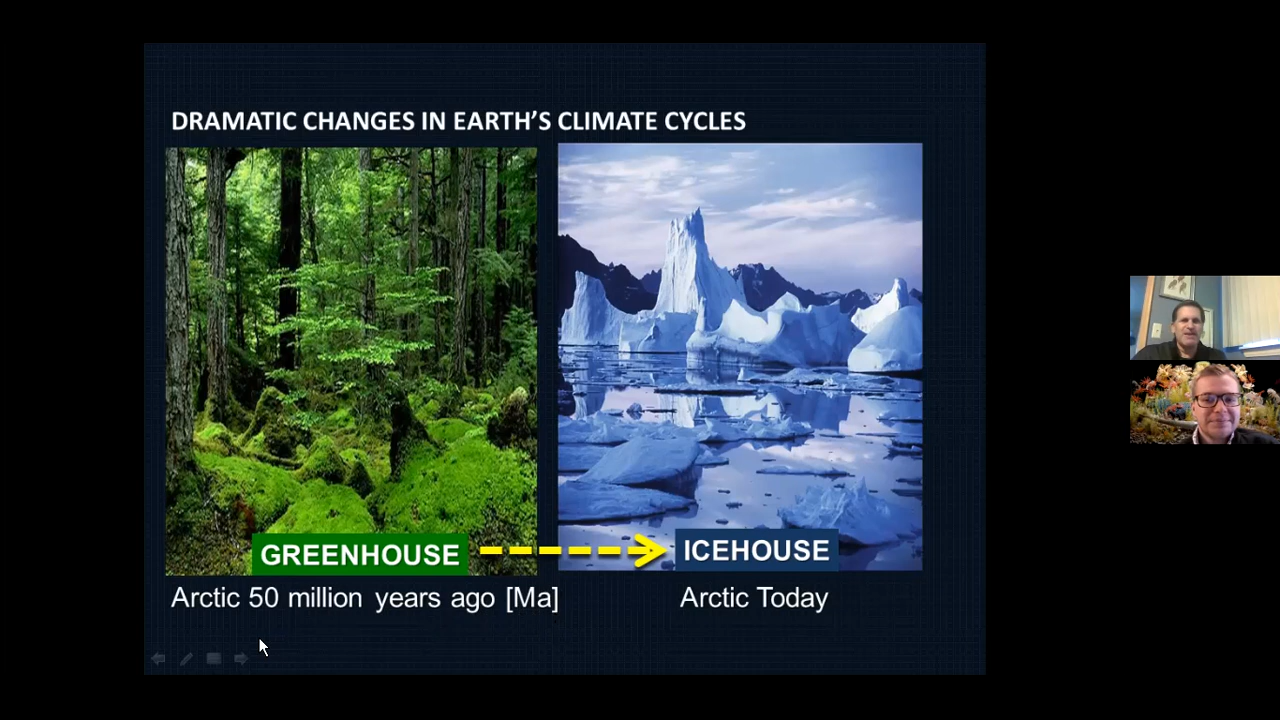 DRAMATIC CHANGES IN EARTH'S CLIMATE CYCLES
GREENHOUSE
ICEHOUSE
Arctic 50 million years ago [Ma]
Arctic Today